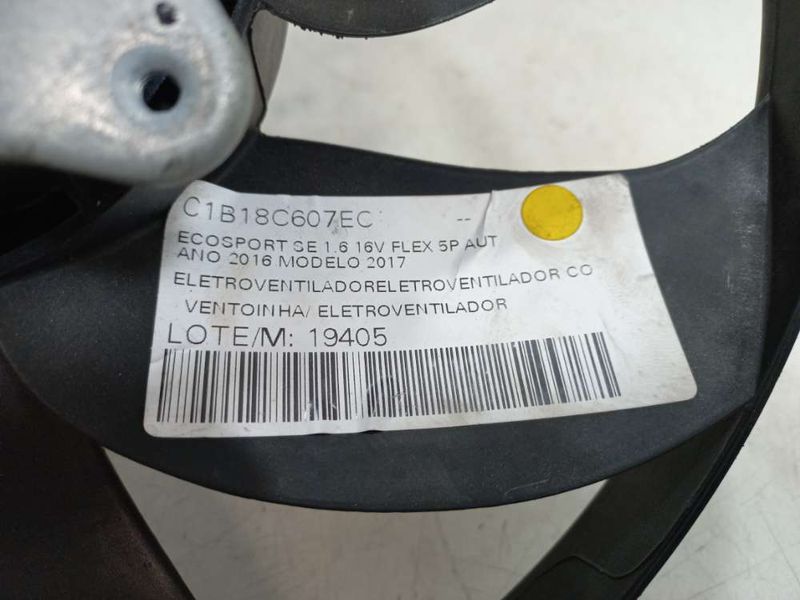 C1B18C607EC --
ECOSPORT SE 1.6 16V FLEX 5P AUT
ANO 2016 MODELO 2017
ELETROVENTILADORELETROVENTILADOR CO
VENTOINHA/ ELETROVENTILADOR
LOTE/M: 19405